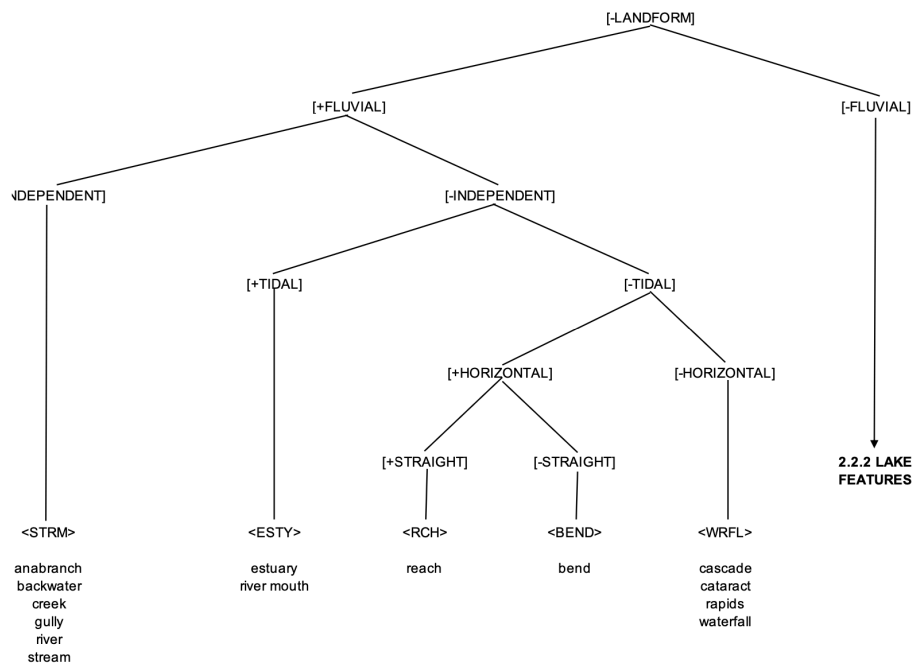 [-LANDFORM]
[+FLUVIAL]
[-FLUVIAL]
NDEPENDENT]
[-INDEPENDENT]
[+TIDAL]
[-TIDAL]
[+HORIZONTAL]
[-HORIZONTAL]
[+STRAIGHT]
[-STRAIGHT]
2.2.2 LAKE
FEATURES
<STRM>
anabranch
backwater
creek
gully
river
stream
<ESTY>
estuary
river mouth
<RCH>
reach
<BEND>
bend
<WRFL>
cascade
cataract
rapids
waterfall